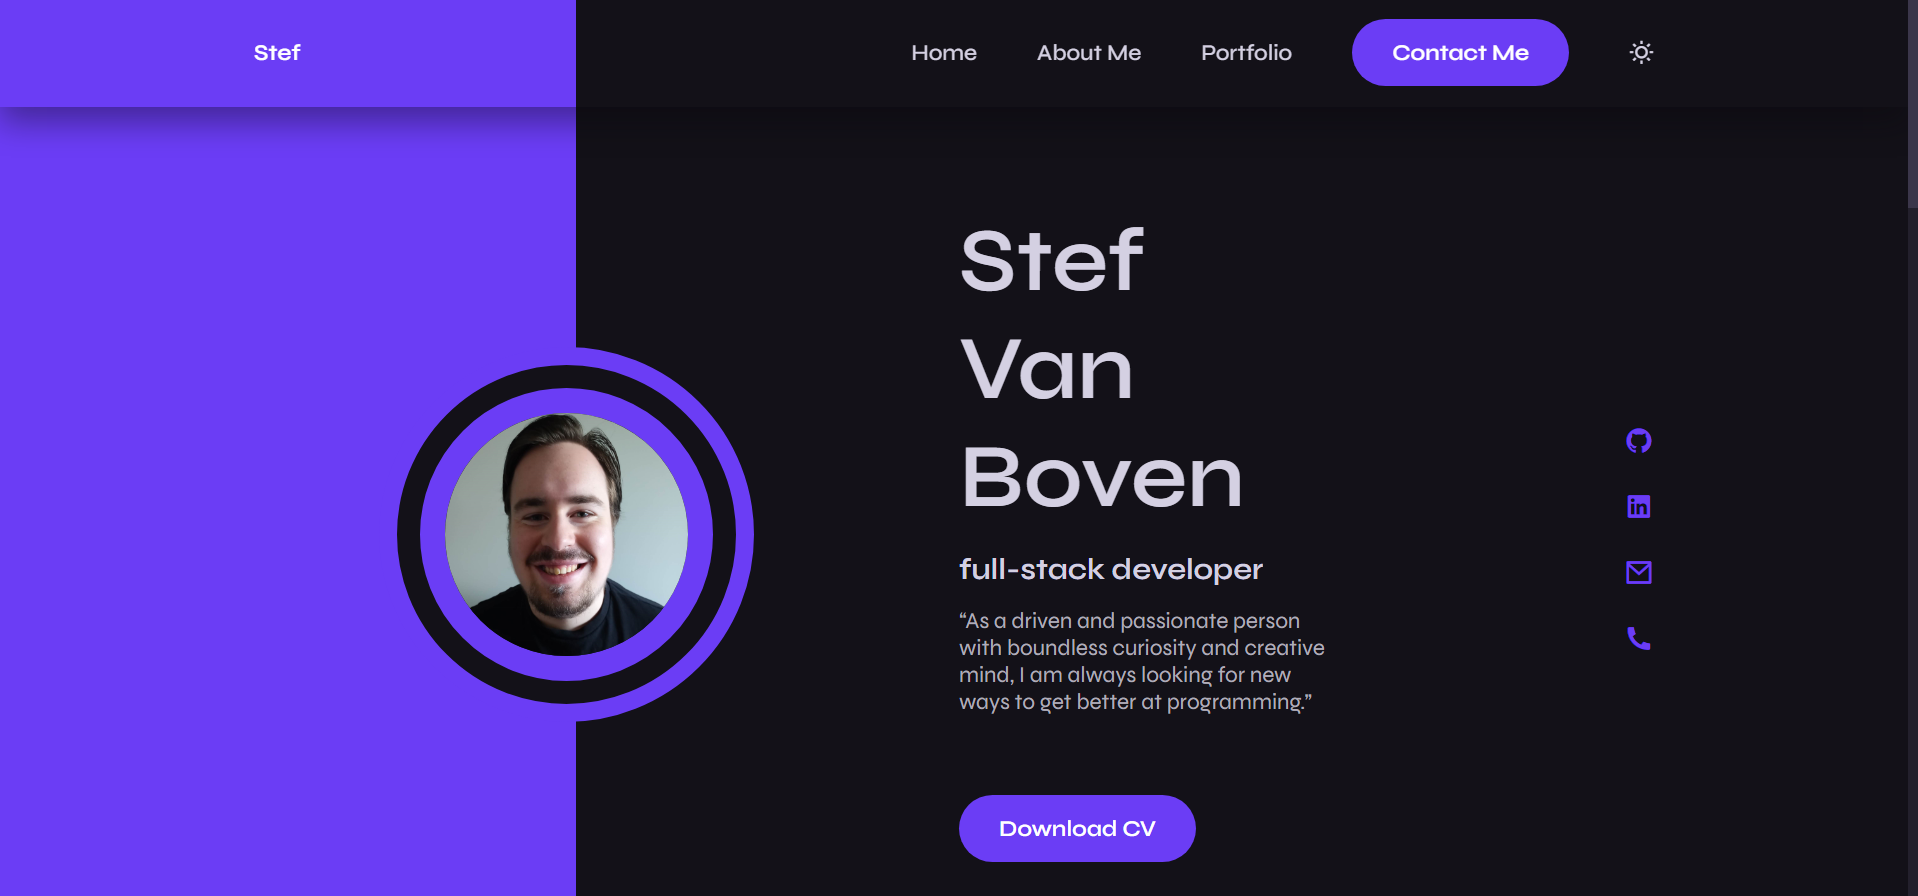 Stef
Home
About Me
Portfolio
Contact Me
Stef
Van
Boven
full-stack developer
“As a driven and passionate person
with boundless curiosity and creative
mind, I am always looking for new
ways to get better at programming.”
Download CV